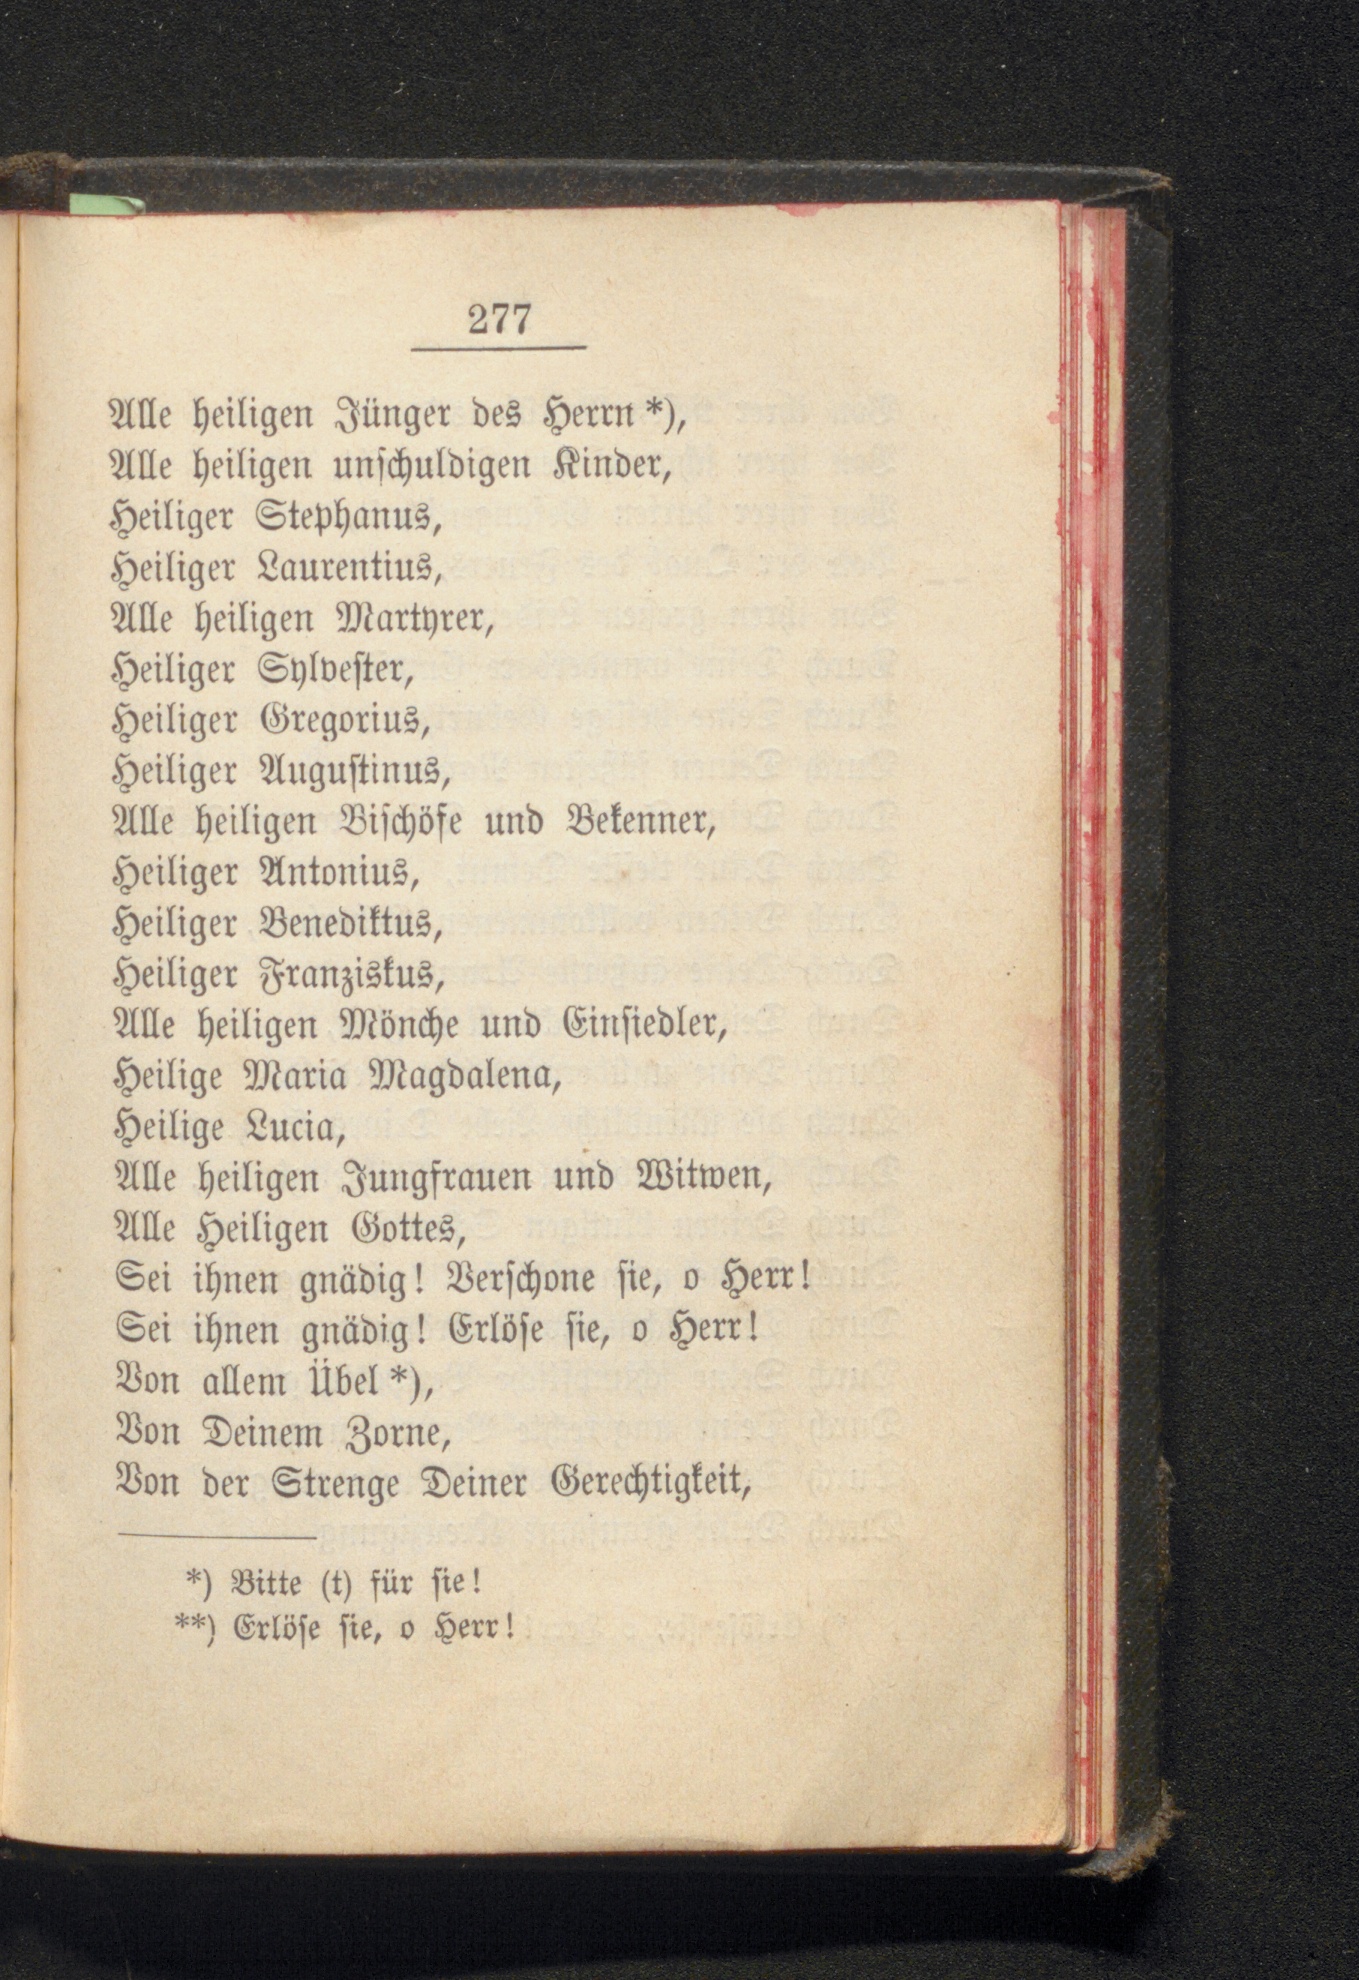 277
Alle heiligen Jünger des Herrn *),
Alle heiligen unschuldigen Kinder,
Heiliger Stephanus,
Heiliger Laurentius,
Alle heiligen Martyrer,
Heiliger Sylvester,
Heiliger Gregorius,
Heiliger Augustinus,
Alle heiligen Bischöfe und Bekenner,
Heiliger Antonius,
Heiliger Benediktus,
Heiliger Franziskus,
Alle heiligen Mönche und Einsiedler,
Heilige Maria Magdalena,
Heilige Lucia,
Alle heiligen Jungfrauen und Witwen,
Alle Heiligen Gottes,
Sei ihnen gnädig! Verschone sie, o Herr!
Sei ihnen gnädig! Erlöse sie, o Herr!
Von allem Übel *),
Von Deinem Zorne,
Von der Strenge Deiner Gerechtigkeit,
*) Bitte (t) für sie!
**) Erlöse sie, o Herr!